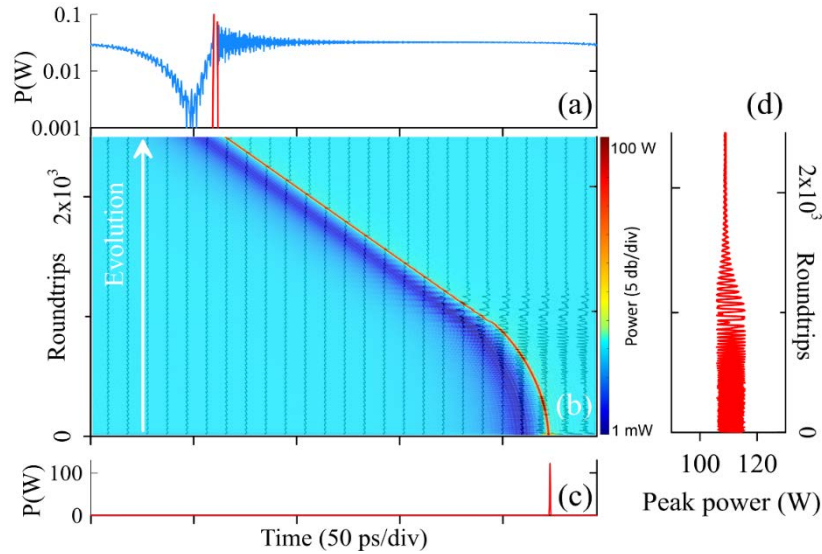 0.1
P(W)
0.01
0.001
(a)
(d)
Roundtrips
2x10³
0
Evolution
(b)
100 W
Power (5 db/div)
1 mW
2x10³
Roundtrips
0
100 120
Peak power (W)
P(W)
100
0
(c)
Time (50 ps/div)